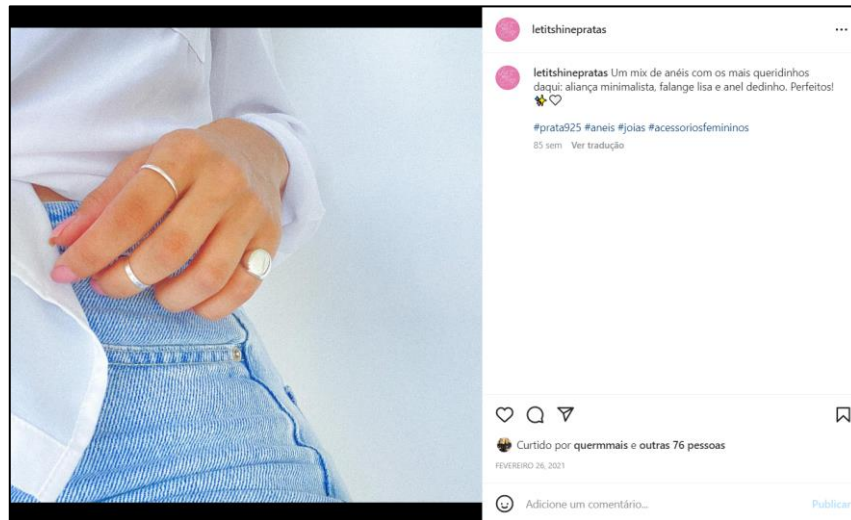 letitshinepratas
letitshinepratas Um mix de anéis com os mais queridinhos
daqui: aliança minimalista, falange lisa e anel dedinho. Perfeitos!
#prata925 #aneis #joias #acessoriosfemininos
85 sem Ver tradução
Curtido por quermmais e outras 76 pessoas
FEVEREIRO 26, 2021
Adicione um comentário... Publicar